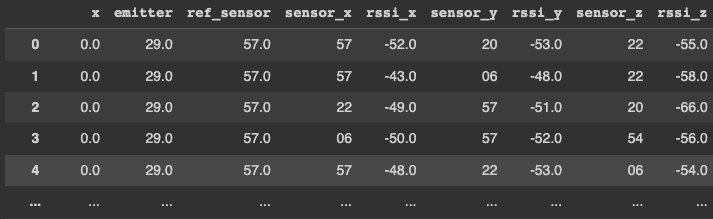 x emitter ref_sensor sensor_x rssi_x sensor_y rssi_y sensor_z rssi_z
0 0.0 29.0 57.0 57 -52.0 20 -53.0 22 -55.0
1 0.0 29.0 57.0 57 -43.0 06 -48.0 22 -58.0
2 0.0 29.0 57.0 22 -49.0 57 -51.0 20 -66.0
3 0.0 29.0 57.0 06 -50.0 57 -52.0 54 -56.0
4 0.0 29.0 57.0 57 -48.0 22 -53.0 06 -54.0
... ... ... ... ... ... ... ... ... ...